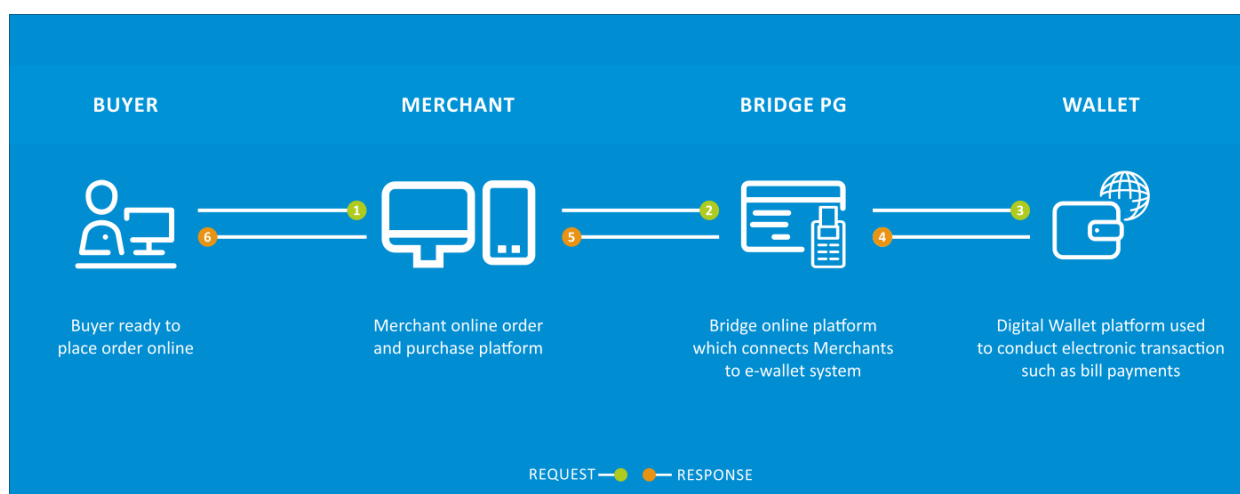 BUYER
MERCHANT
BRIDGE PG
WALLET
1
2
3
6
5
4
Buyer ready to
place order online
Merchant online order
and purchase platform
Bridge online platform
which connects Merchants
to e-wallet system
Digital Wallet platform used
to conduct electronic transaction
such as bill payments
REQUEST
RESPONSE